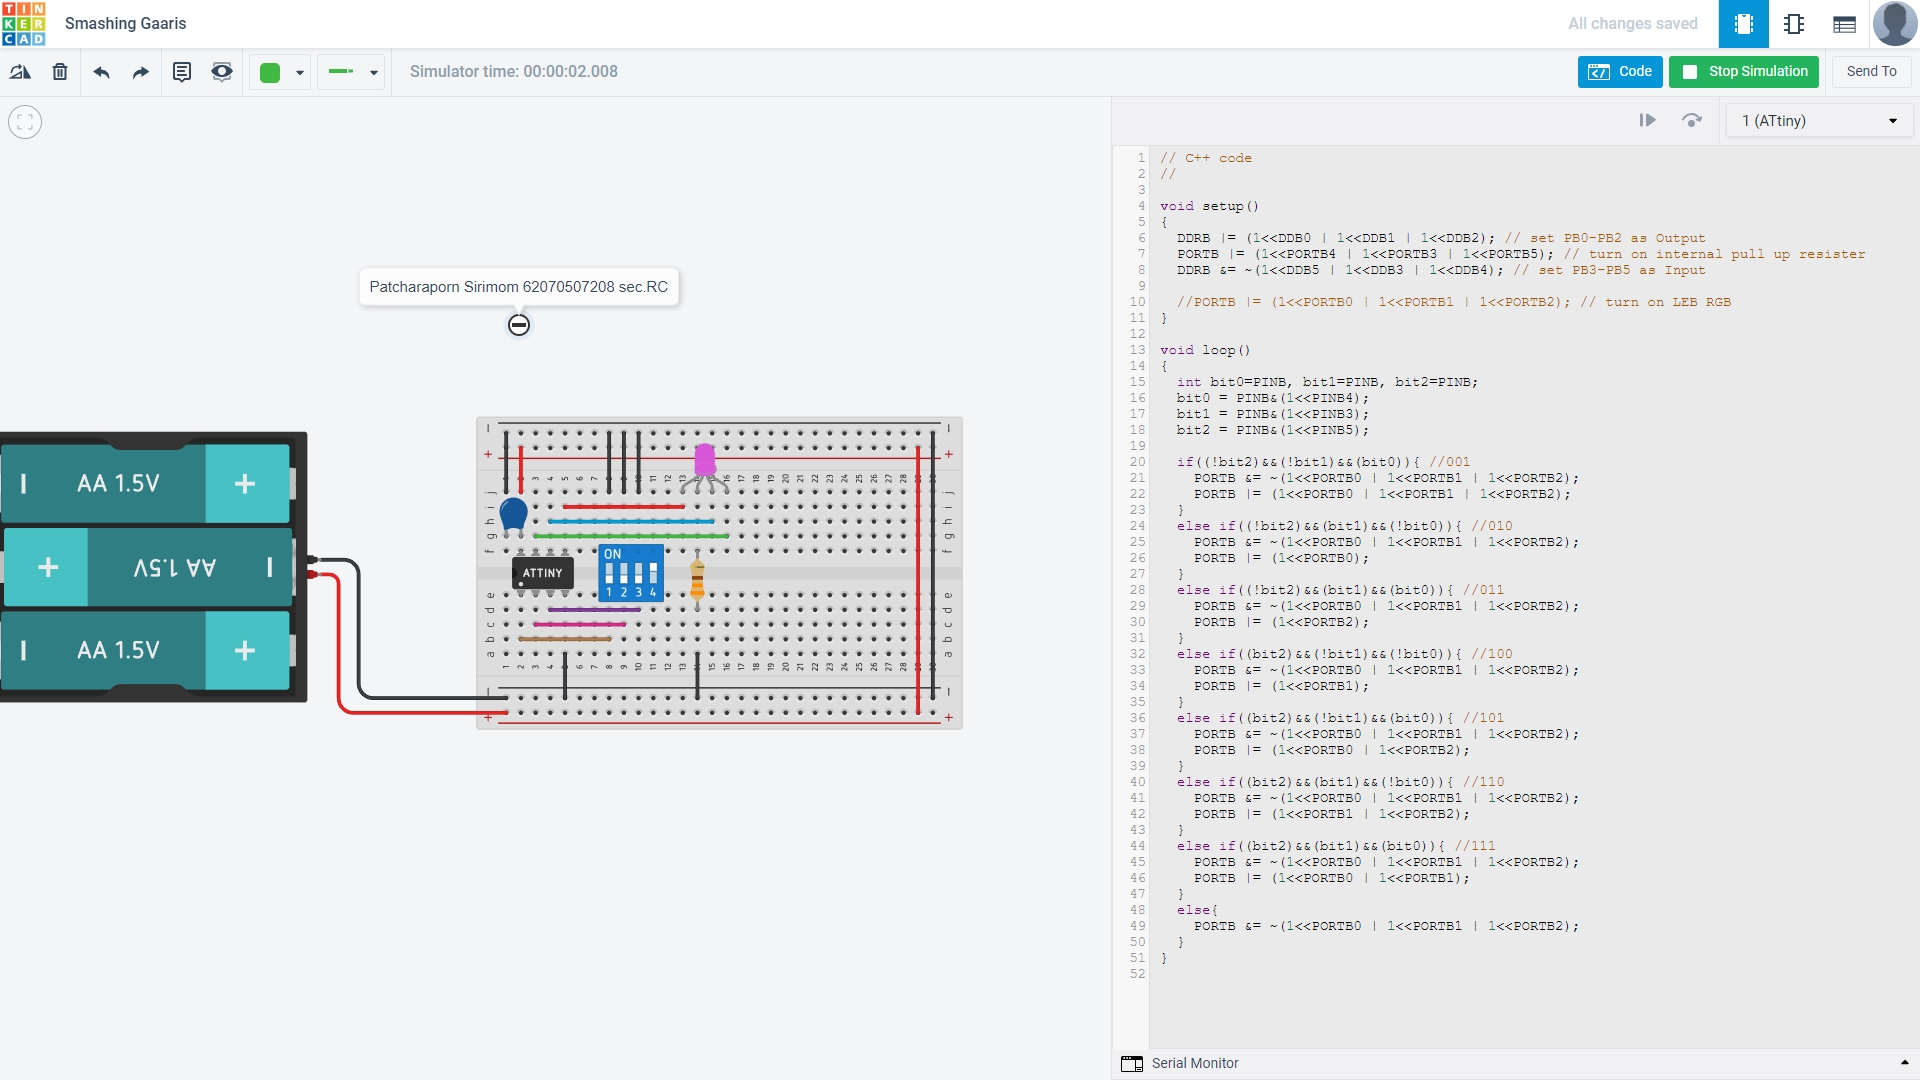 TIN
KER
CAD
Smashing Gaaris
All changes saved
Simulator time: 00:00:02.008
Code
Stop Simulation
Send To
1 (ATtiny)
Patcharaporn Sirimom 62070507208 sec.RC
AA 1.5V
AA 1.5V
AA 1.5V
ATTINY
ON
1 2 3 4
1 // C++ code
2 //
3
4 void setup()
5 {
6 DDRB |= (1<<DDB0 | 1<<DDB1 | 1<<DDB2); // set PB0-PB2 as Output
7 PORTB |= (1<<PORTB4 | 1<<PORTB3 | 1<<PORTB5); // turn on internal pull up resister
8 DDRB &= ~(1<<DDB5 | 1<<DDB3 | 1<<DDB4); // set PB3-PB5 as Input
9
10 //PORTB |= (1<<PORTB0 | 1<<PORTB1 | 1<<PORTB2); // turn on LEB RGB
11 }
12
13 void loop()
14 {
15 int bit0=PINB, bit1=PINB, bit2=PINB;
16 bit0 = PINB&(1<<PINB4);
17 bit1 = PINB&(1<<PINB3);
18 bit2 = PINB&(1<<PINB5);
19
20 if((!bit2)&&(!bit1)&&(bit0)){ //001
21 PORTB &= ~(1<<PORTB0 | 1<<PORTB1 | 1<<PORTB2);
22 PORTB |= (1<<PORTB0 | 1<<PORTB1 | 1<<PORTB2);
23 }
24 else if((!bit2)&&(bit1)&&(!bit0)){ //010
25 PORTB &= ~(1<<PORTB0 | 1<<PORTB1 | 1<<PORTB2);
26 PORTB |= (1<<PORTB0);
27 }
28 else if((!bit2)&&(bit1)&&(bit0)){ //011
29 PORTB &= ~(1<<PORTB0 | 1<<PORTB1 | 1<<PORTB2);
30 PORTB |= (1<<PORTB2);
31 }
32 else if((bit2)&&(!bit1)&&(!bit0)){ //100
33 PORTB &= ~(1<<PORTB0 | 1<<PORTB1 | 1<<PORTB2);
34 PORTB |= (1<<PORTB1);
35 }
36 else if((bit2)&&(!bit1)&&(bit0)){ //101
37 PORTB &= ~(1<<PORTB0 | 1<<PORTB1 | 1<<PORTB2);
38 PORTB |= (1<<PORTB0 | 1<<PORTB2);
39 }
40 else if((bit2)&&(bit1)&&(!bit0)){ //110
41 PORTB &= ~(1<<PORTB0 | 1<<PORTB1 | 1<<PORTB2);
42 PORTB |= (1<<PORTB1 | 1<<PORTB2);
43 }
44 else if((bit2)&&(bit1)&&(bit0)){ //111
45 PORTB &= ~(1<<PORTB0 | 1<<PORTB1 | 1<<PORTB2);
46 PORTB |= (1<<PORTB0 | 1<<PORTB1);
47 }
48 else{
49 PORTB &= ~(1<<PORTB0 | 1<<PORTB1 | 1<<PORTB2);
50 }
51 }
52
Serial Monitor